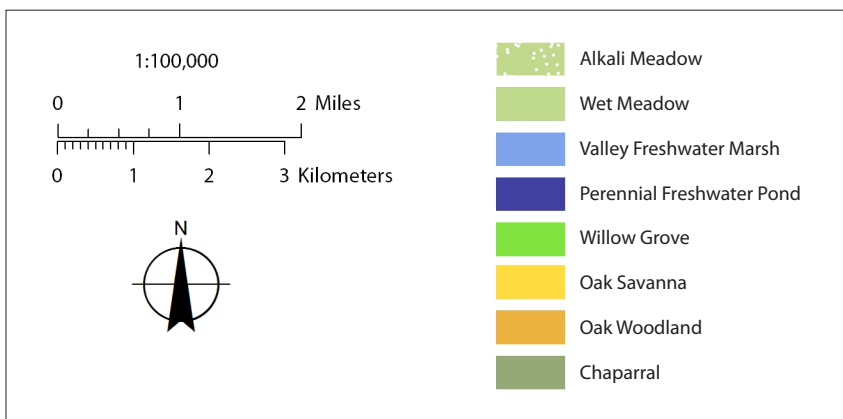 1:100,000
0 1 2 Miles
0 1 2 3 Kilometers
N
Alkali Meadow
Wet Meadow
Valley Freshwater Marsh
Perennial Freshwater Pond
Willow Grove
Oak Savanna
Oak Woodland
Chaparral